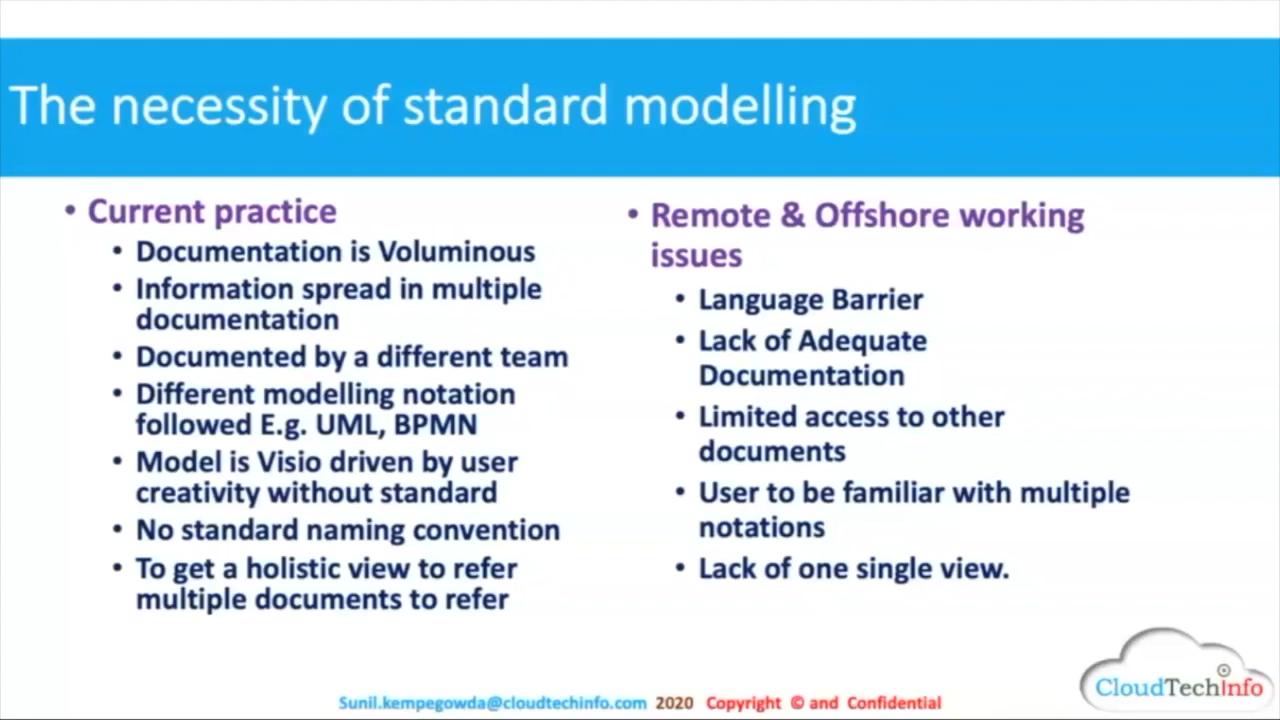 The necessity of standard modelling
• Current practice
• Documentation is Voluminous
• Information spread in multiple
documentation
• Documented by a different team
• Different modelling notation
followed E.g. UML, BPMN
• Model is Visio driven by user
creativity without standard
• No standard naming convention
• To get a holistic view to refer
multiple documents to refer
• Remote & Offshore working
issues
• Language Barrier
• Lack of Adequate
Documentation
• Limited access to other
documents
• User to be familiar with multiple
notations
• Lack of one single view.
Sunil.kempegowda@cloudtechinfo.com 2020 Copyright © and Confidential
CloudTechInfo